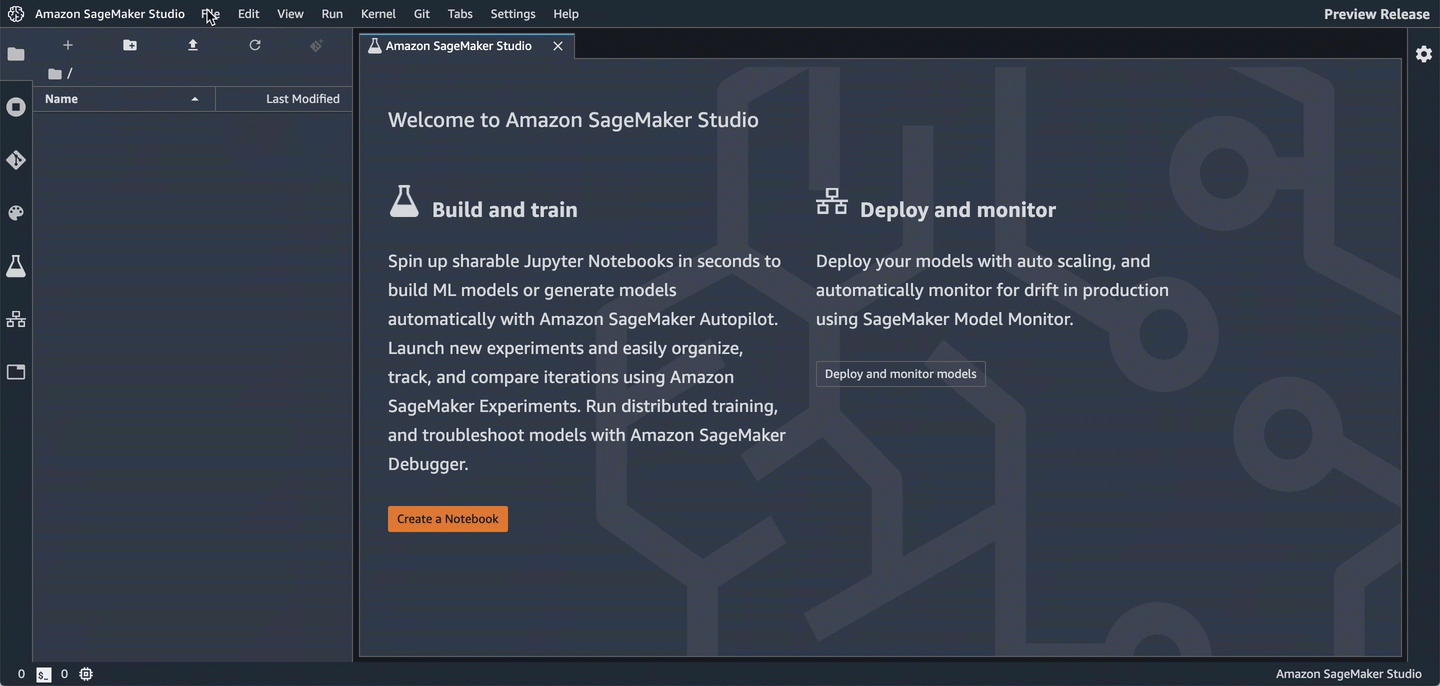 Amazon SageMaker Studio File Edit View Run Kernel Git Tabs Settings Help Preview Release
/
Name Last Modified
Amazon SageMaker Studio
Welcome to Amazon SageMaker Studio
Build and train
Spin up sharable Jupyter Notebooks in seconds to
build ML models or generate models
automatically with Amazon SageMaker Autopilot.
Launch new experiments and easily organize,
track, and compare iterations using Amazon
SageMaker Experiments. Run distributed training,
and troubleshoot models with Amazon SageMaker
Debugger.
Create a Notebook
Deploy and monitor
Deploy your models with auto scaling, and
automatically monitor for drift in production
using SageMaker Model Monitor.
Deploy and monitor models
0 $_ 0 Amazon SageMaker Studio